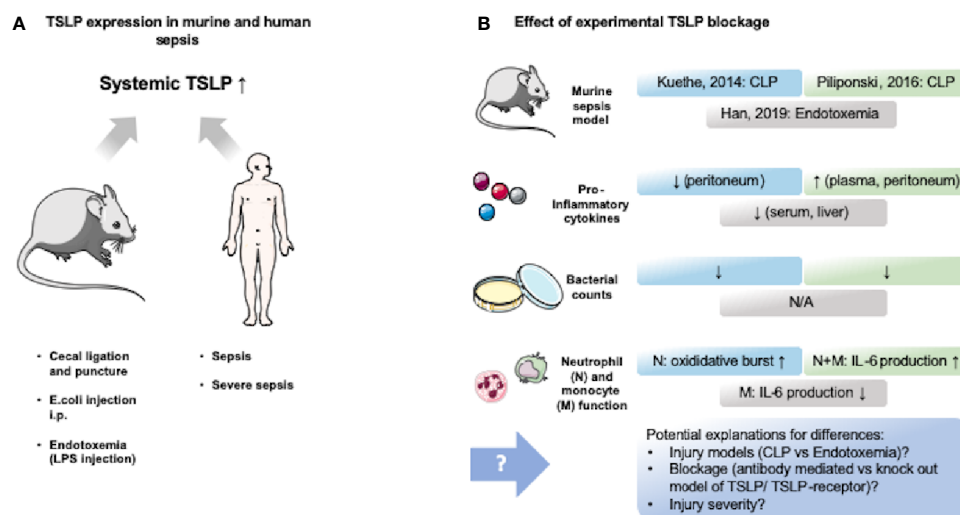 A
TSLP expression in murine and human
sepsis
Systemic TSLP ↑
• Cecal ligation
and puncture
• E.coli injection
i.p.
• Endotoxemia
(LPS injection)
• Sepsis
• Severe sepsis
B
Effect of experimental TSLP blockage
Murine
sepsis
model
Kuethe, 2014: CLP
Piliponski, 2016: CLP
Han, 2019: Endotoxemia
Pro-
Inflammatory
cytokines
↓ (peritoneum)
↑ (plasma, peritoneum)
↓ (serum, liver)
Bacterial
counts
↓
↓
N/A
Neutrophil
(N) and
monocyte
(M) function
N: oxididative burst ↑
N+M: IL-6 production ↑
M: IL-6 production ↓
?
Potential explanations for differences:
• Injury models (CLP vs Endotoxemia)?
• Blockage (antibody mediated vs knock out
model of TSLP/ TSLP-receptor)?
• Injury severity?